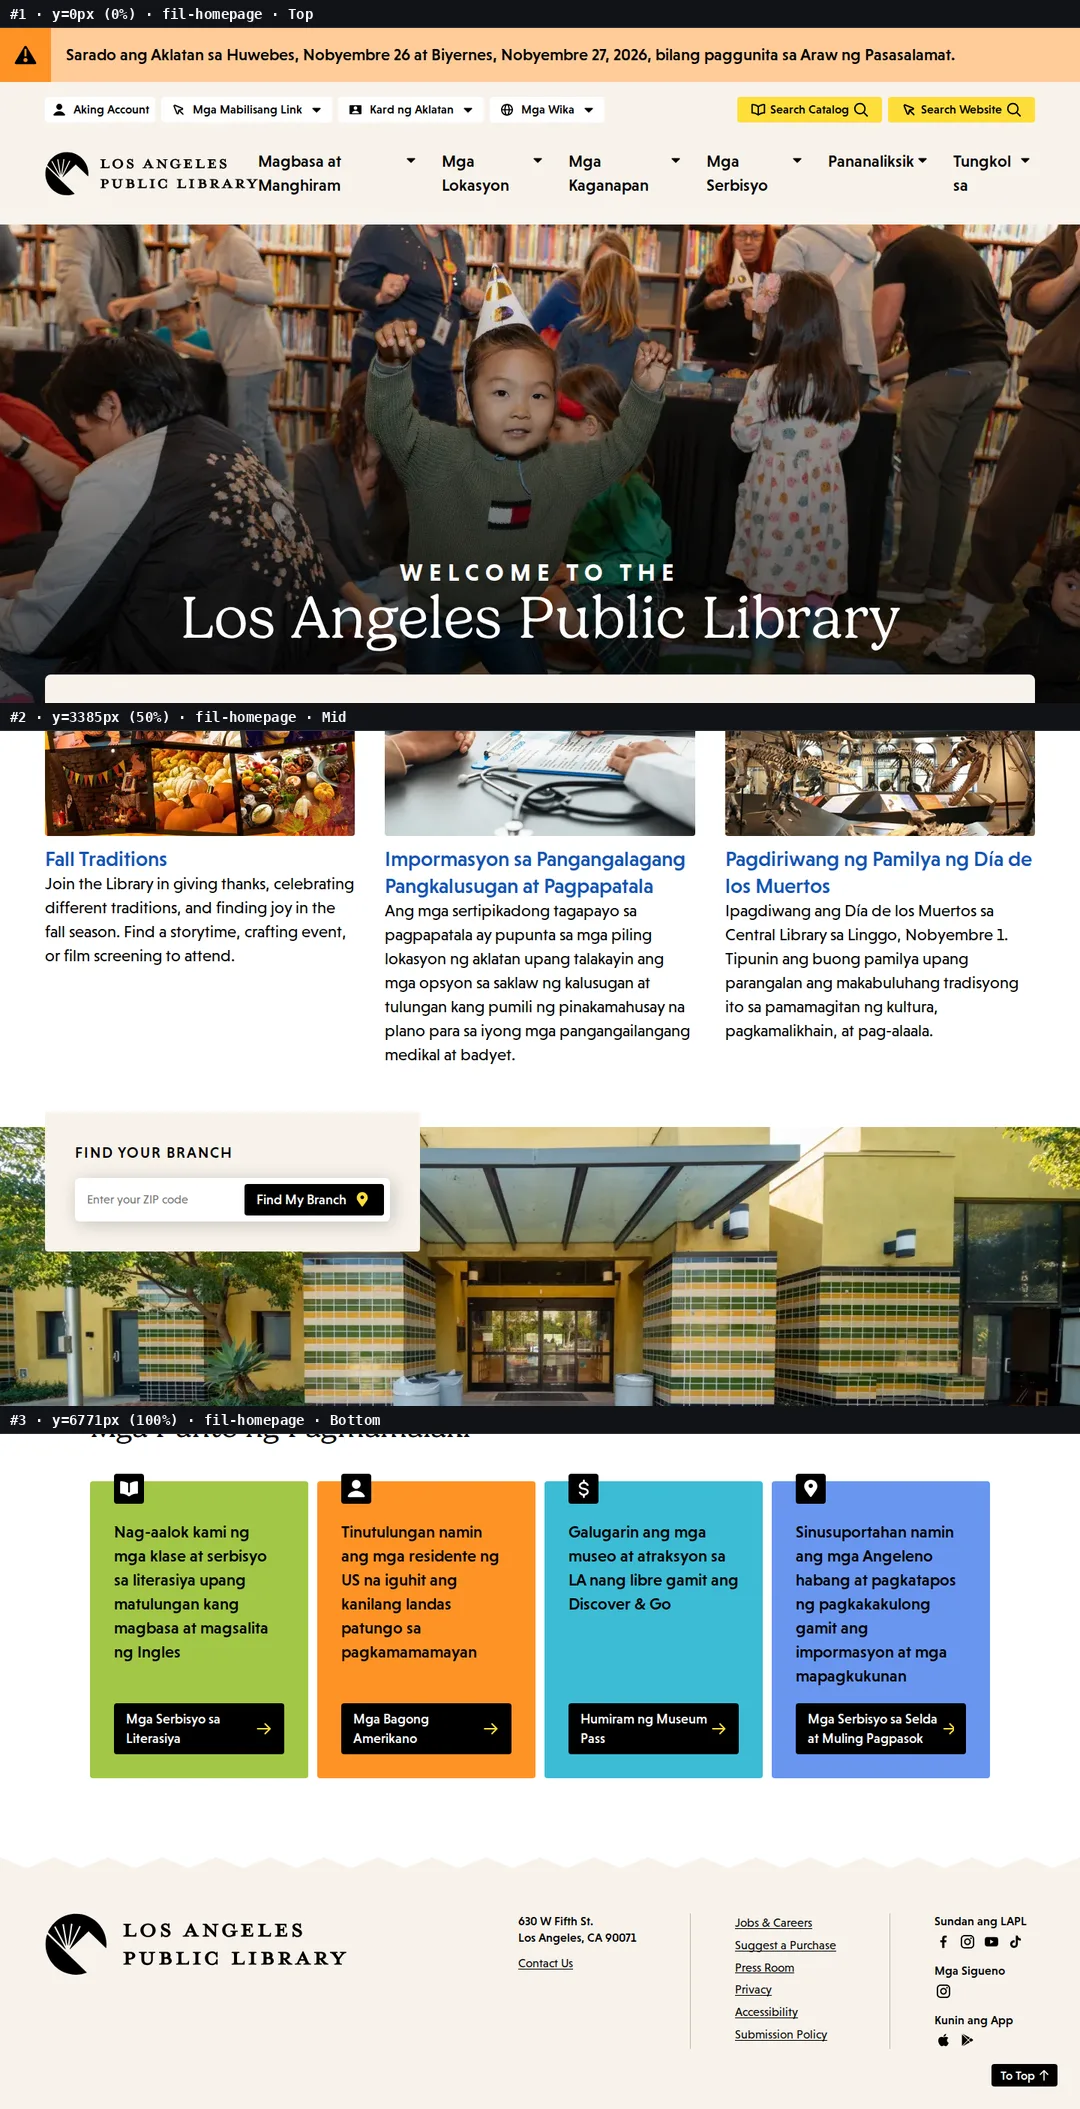 #1 · y=0px (0%) · fil-homepage · Top
Sarado ang Aklatan sa Huwebes, Nobyembre 26 at Biyernes, Nobyembre 27, 2026, bilang paggunita sa Araw ng Pasasalamat.
Aking Account
Mga Mabilisang Link
Kard ng Aklatan
Mga Wika
Search Catalog
Search Website
LOS ANGELES
PUBLIC LIBRARY
Magbasa at
Manghiram
Mga
Lokasyon
Mga
Kaganapan
Mga
Serbisyo
Pananaliksik
Tungkol
sa
WELCOME TO THE
Los Angeles Public Library
#2 · y=3385px (50%) · fil-homepage · Mid
Fall Traditions
Join the Library in giving thanks, celebrating
different traditions, and finding joy in the
fall season. Find a storytime, crafting event,
or film screening to attend.
Impormasyon sa Pangangalagang
Pangkalusugan at Pagpapatala
Ang mga sertipikadong tagapayo sa
pagpapatala ay pupunta sa mga piling
lokasyon ng aklatan upang talakayin ang
mga opsyon sa saklaw ng kalusugan at
tulungan kang pumili ng pinakamahusay na
plano para sa iyong mga pangangailangang
medikal at badyet.
Pagdiriwang ng Pamilya ng Día de
los Muertos
Ipagdiwang ang Día de los Muertos sa
Central Library sa Linggo, Nobyembre 1.
Tipunin ang buong pamilya upang
parangalan ang makabuluhang tradisyong
ito sa pamamagitan ng kultura,
pagkamalikhain, at pag-alaala.
FIND YOUR BRANCH
Enter your ZIP code
Find My Branch
#3 · y=6771px (100%) · fil-homepage · Bottom
Mga Punto ng Pagmamalaki
Nag-aalok kami ng
mga klase at serbisyo
sa literasiya upang
matulungan kang
magbasa at magsalita
ng Ingles
Mga Serbisyo sa
Literasiya
Tinutulungan namin
ang mga residente ng
US na iguhit ang
kanilang landas
patungo sa
pagkamamamayan
Mga Bagong
Amerikano
Galugarin ang mga
museo at atraksyon sa
LA nang libre gamit ang
Discover & Go
Humiram ng Museum
Pass
Sinusuportahan namin
ang mga Angeleno
habang at pagkatapos
ng pagkakakulong
gamit ang
impormasyon at mga
mapagkukunan
Mga Serbisyo sa Selda
at Muling Pagpasok
LOS ANGELES
PUBLIC LIBRARY
630 W Fifth St.
Los Angeles, CA 90071
Contact Us
Jobs & Careers
Suggest a Purchase
Press Room
Privacy
Accessibility
Submission Policy
Sundan ang LAPL
Mga Sigueno
Kunin ang App
To Top